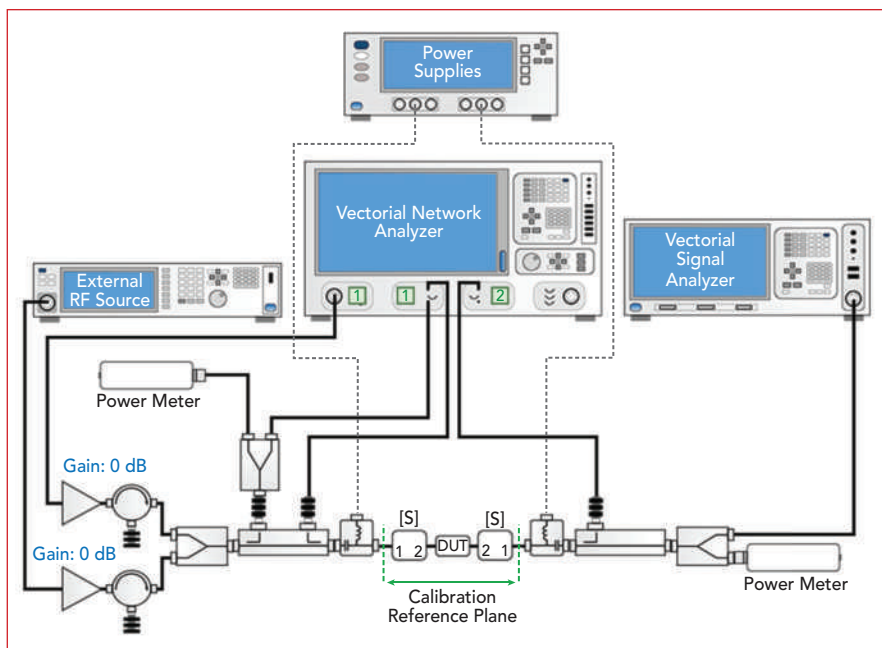 Power
Supplies
Vectorial Network
Analyzer
Vectorial
Signal
Analyzer
External
RF Source
1
1
2
Power Meter
Gain: 0 dB
Gain: 0 dB
[S]
[S]
1 2
DUT
2 1
Calibration
Reference Plane
Power Meter